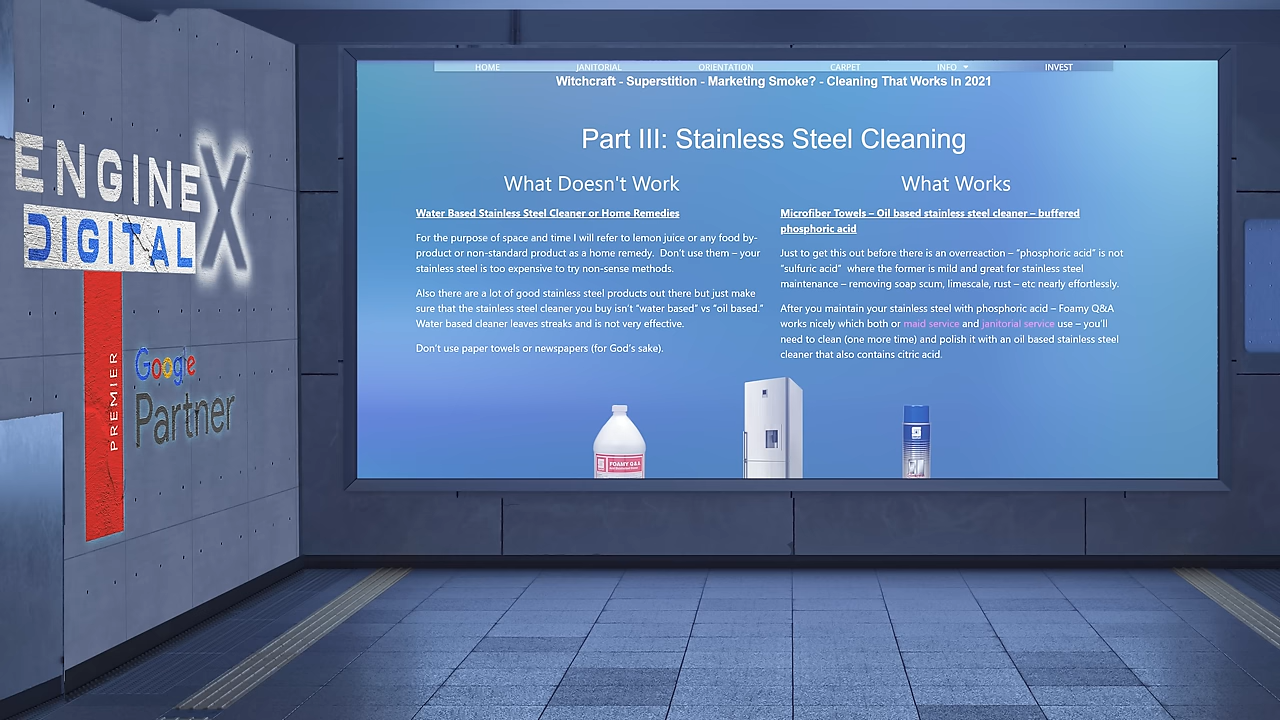 ENGINE X
DIGITAL
PREMIER
Google
Partner
HOME JANITORIAL ORIENTATION CARPET INFO INVEST
Witchcraft - Superstition - Marketing Smoke? - Cleaning That Works In 2021
Part III: Stainless Steel Cleaning
What Doesn't Work
Water Based Stainless Steel Cleaner or Home Remedies
For the purpose of space and time I will refer to lemon juice or any food by-
product or non-standard product as a home remedy. Don't use them – your
stainless steel is too expensive to try non-sense methods.
Also there are a lot of good stainless steel products out there but just make
sure that the stainless steel cleaner you buy isn't “water based” vs “oil based.”
Water based cleaner leaves streaks and is not very effective.
Don't use paper towels or newspapers (for God's sake).
What Works
Microfiber Towels – Oil based stainless steel cleaner – buffered
phosphoric acid
Just to get this out before there is an overreaction – “phosphoric acid” is not
“sulfuric acid” where the former is mild and great for stainless steel
maintenance – removing soap scum, limescale, rust – etc nearly effortlessly.
After you maintain your stainless steel with phosphoric acid – Foamy Q&A
works nicely which both or maid service and janitorial service use – you'll
need to clean (one more time) and polish it with an oil based stainless steel
cleaner that also contains citric acid.
FOAMY Q&A